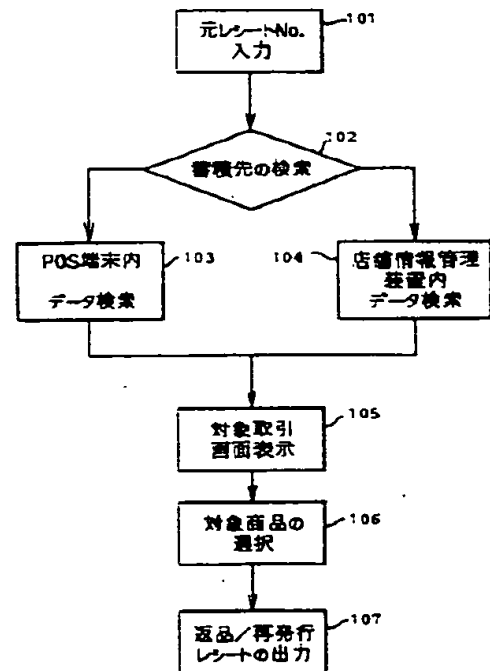 101
元レシートNo.
入力
102
蓄積先の検索
POS端末内
データ検索
103
104
店舗情報管理
装置内
データ検索
105
対象取引
画面表示
106
対象商品の
選択
107
返品/再発行
レシートの出力